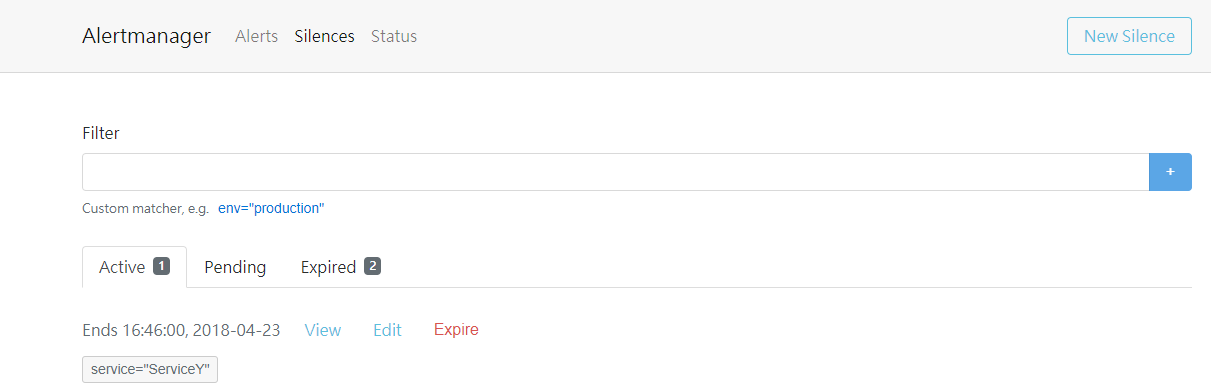 Alertmanager Alerts Silences Status New Silence
Filter
+
Custom matcher, e.g. env="production"
Active 1 Pending Expired 2
Ends 16:46:00, 2018-04-23 View Edit Expire
service="ServiceY"